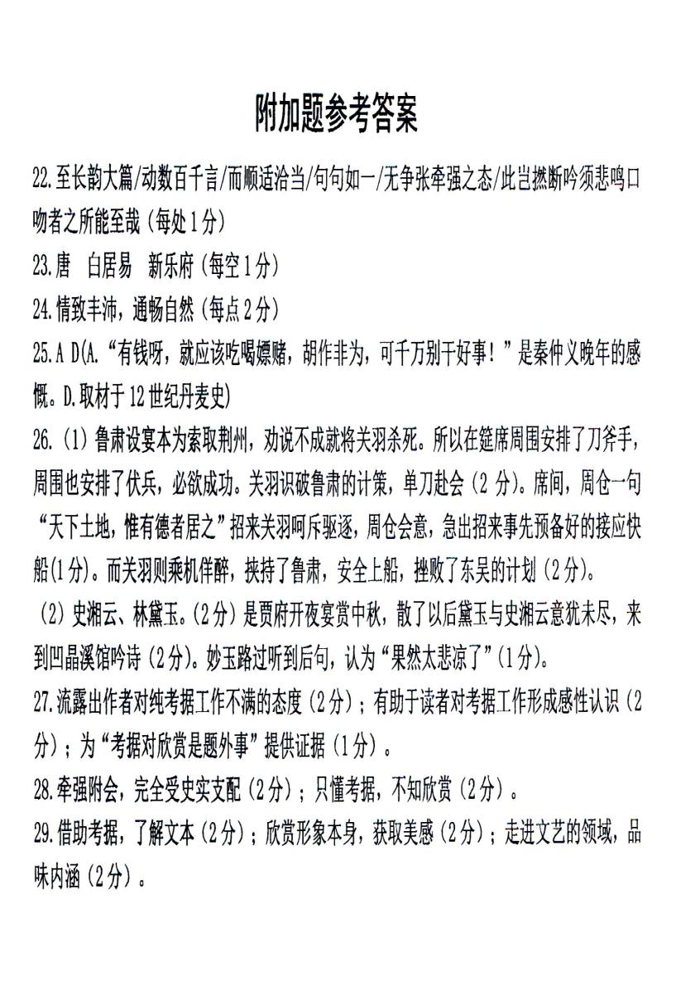 附加题参考答案
22.至长韵大篇/动数百千言/而顺适洽当/句句如一/无争张牵强之态/此岂撚断吟须悲鸣口
吻者之所能至哉（每处1分）
23.唐　白居易　新乐府（每空1分）
24.情致丰沛，通畅自然（每点2分）
25.A D(A.“有钱呀，就应该吃喝嫖赌，胡作非为，可千万别干好事！”是秦仲义晚年的感
慨。D.取材于12世纪丹麦史)
26.（1）鲁肃设宴本为索取荆州，劝说不成就将关羽杀死。所以在筵席周围安排了刀斧手，
周围也安排了伏兵，必欲成功。关羽识破鲁肃的计策，单刀赴会（2 分）。席间，周仓一句
“天下土地，惟有德者居之”招来关羽呵斥驱逐，周仓会意，急出招来事先预备好的接应快
船(1分)。而关羽则乘机佯醉，挟持了鲁肃，安全上船，挫败了东吴的计划（2分）。
（2）史湘云、林黛玉。（2分）是贾府开夜宴赏中秋，散了以后黛玉与史湘云意犹未尽，来
到凹晶溪馆吟诗（2分）。妙玉路过听到后句，认为“果然太悲凉了”（1分）。
27.流露出作者对纯考据工作不满的态度（2分）；有助于读者对考据工作形成感性认识（2
分）；为“考据对欣赏是题外事”提供证据（1分）。
28.牵强附会，完全受史实支配（2分）；只懂考据，不知欣赏（2分）。
29.借助考据，了解文本（2分）；欣赏形象本身，获取美感（2分）；走进文艺的领域，品
味内涵（2分）。